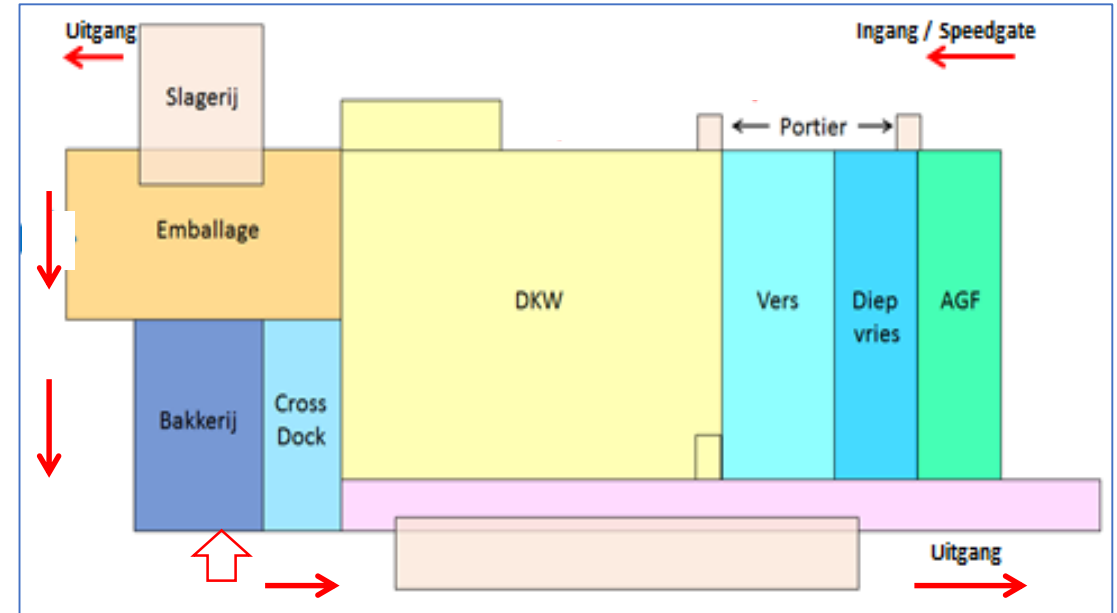 Uitgang
Ingang / Speedgate
Slagerij
Portier
Emballage
DKW
Vers
Diep
vries
AGF
Bakkerij
Cross
Dock
Uitgang